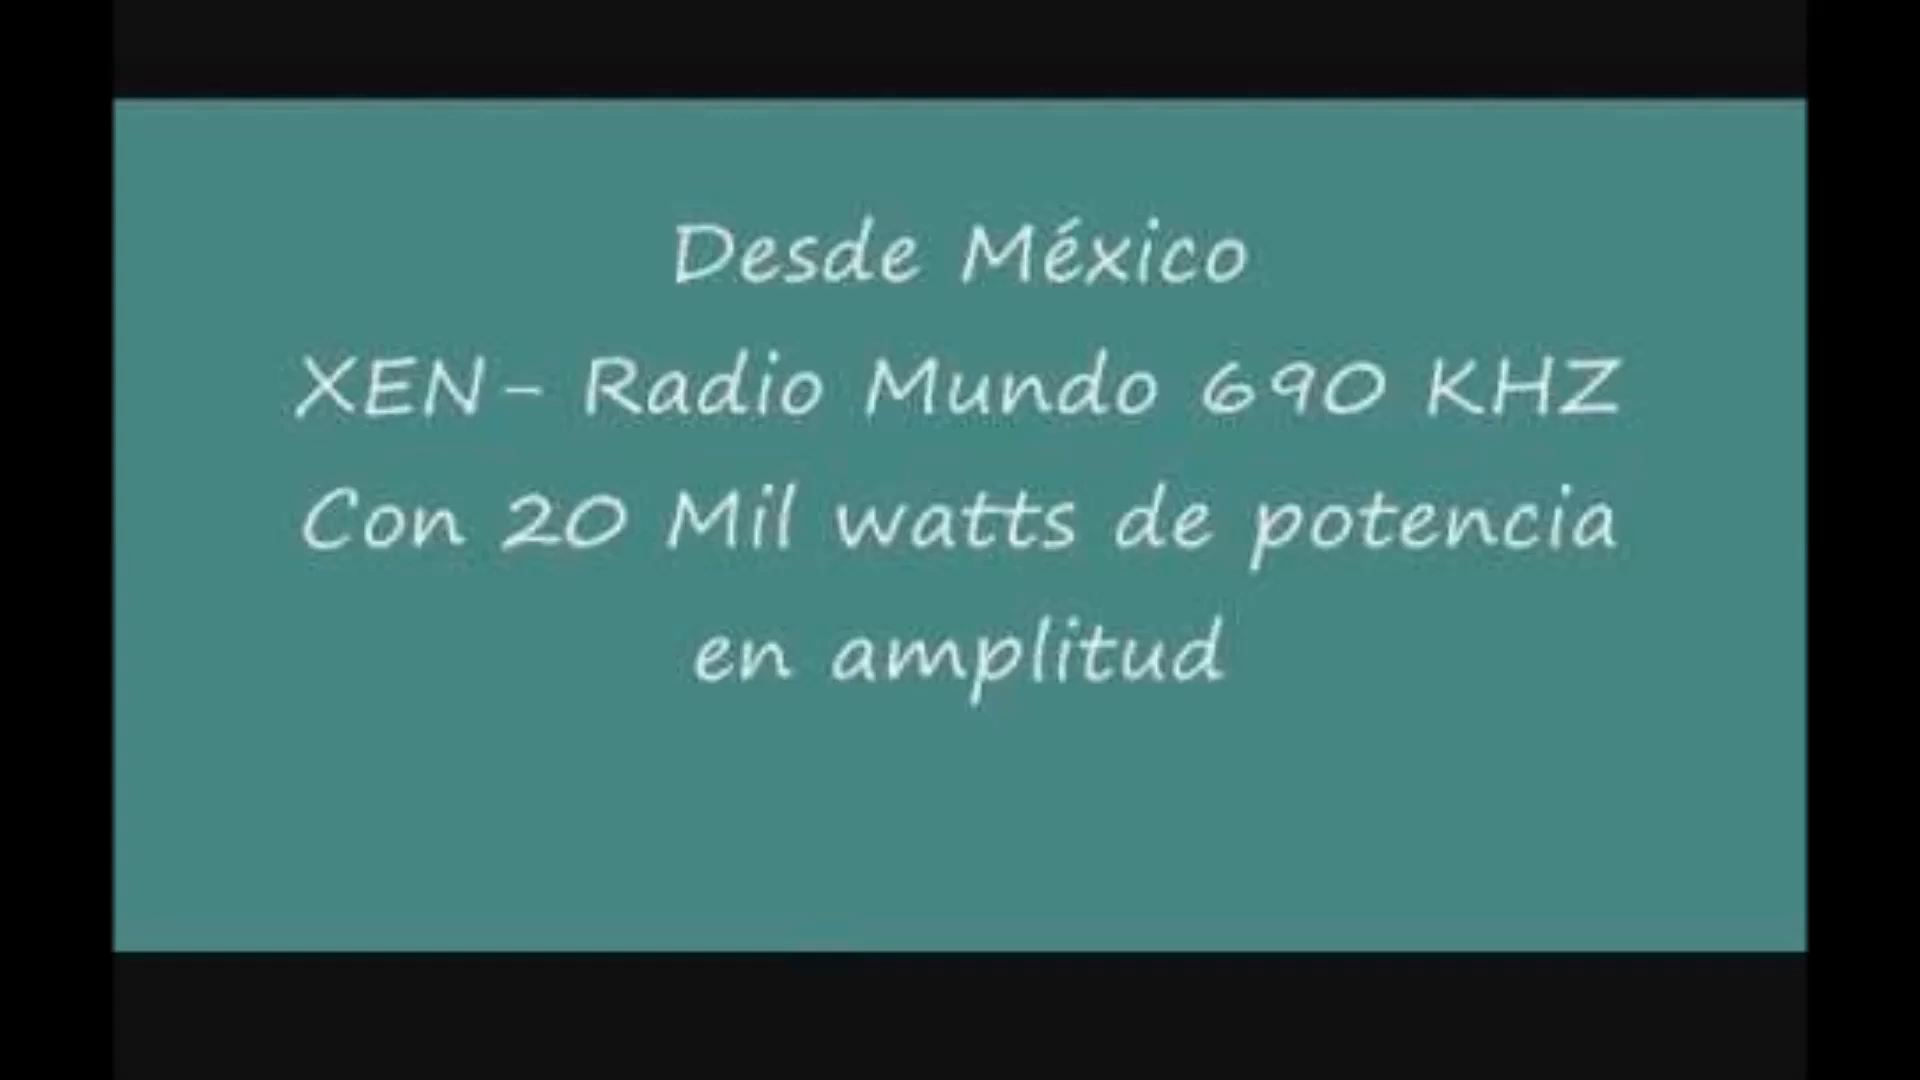 Desde México
XEN- Radio Mundo 690 KHZ
Con 20 Mil watts de potencia
en amplitud